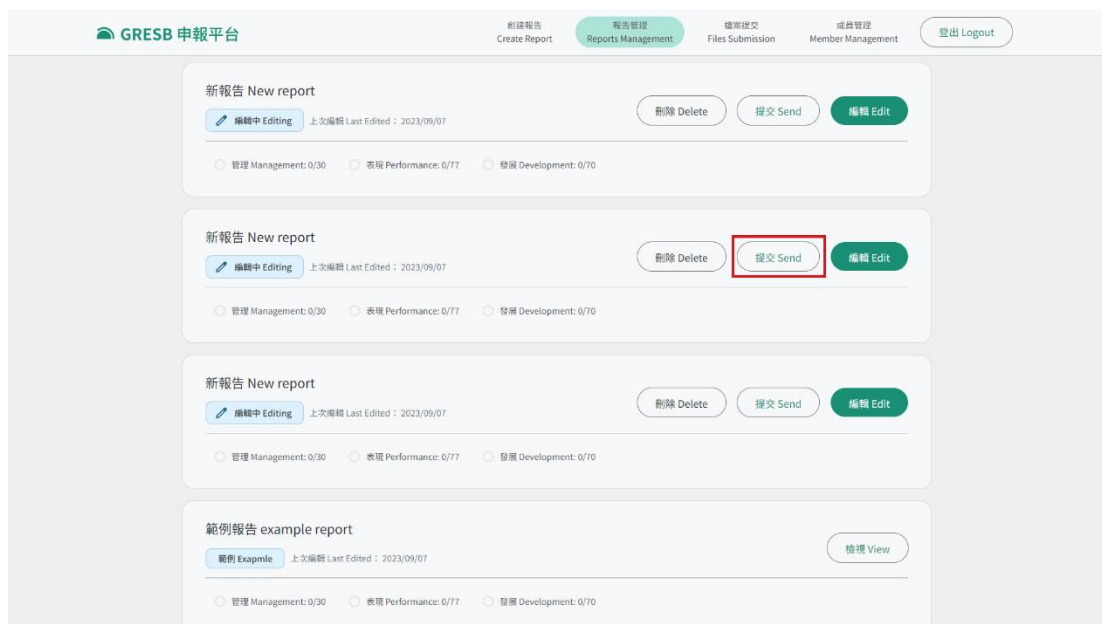 GRESB 申報平台
創建報告
Create Report
報告管理
Reports Management
檔案提交
Files Submission
成員管理
Member Management
登出 Logout
新報告 New report
刪除 Delete
提交 Send
編輯 Edit
編輯中 Editing
上次編輯 Last Edited： 2023/09/07
管理 Management: 0/30
表現 Performance: 0/77
發展 Development: 0/70
新報告 New report
刪除 Delete
提交 Send
編輯 Edit
編輯中 Editing
上次編輯 Last Edited： 2023/09/07
管理 Management: 0/30
表現 Performance: 0/77
發展 Development: 0/70
新報告 New report
刪除 Delete
提交 Send
編輯 Edit
編輯中 Editing
上次編輯 Last Edited： 2023/09/07
管理 Management: 0/30
表現 Performance: 0/77
發展 Development: 0/70
範例報告 example report
檢視 View
範例 Exapmle
上次編輯 Last Edited： 2023/09/07
管理 Management: 0/30
表現 Performance: 0/77
發展 Development: 0/70